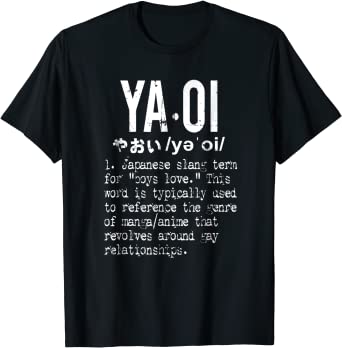 YA·OI
やおい /yəˈoi/
1. Japanese slang term
for "boys love." This
word is typically used
to reference the genre
of manga/anime that
revolves around gay
relationships.